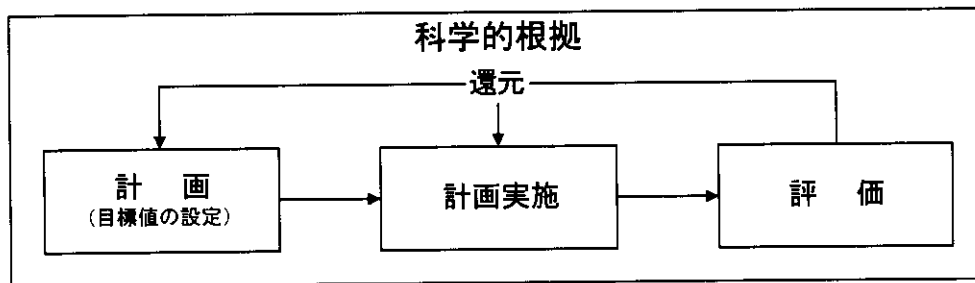 科学的根拠
還元
計　画
(目標値の設定)
計画実施
評　価